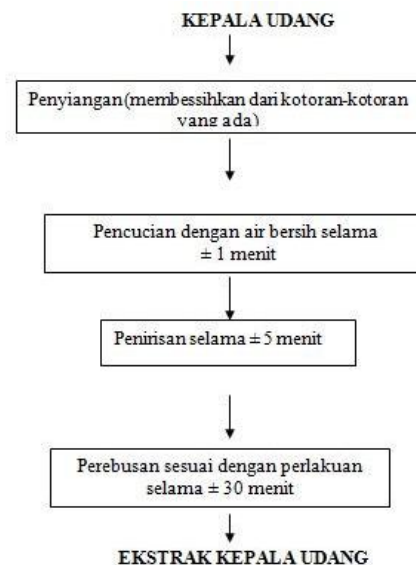 KEPALA UDANG
Penyiangan (membessihkan dari kotoran-kotoran
yang ada)
Pencucian dengan air bersih selama
± 1 menit
Penirisan selama ± 5 menit
Perebusan sesuai dengan perlakuan
selama ± 30 menit
EKSTRAK KEPALA UDANG